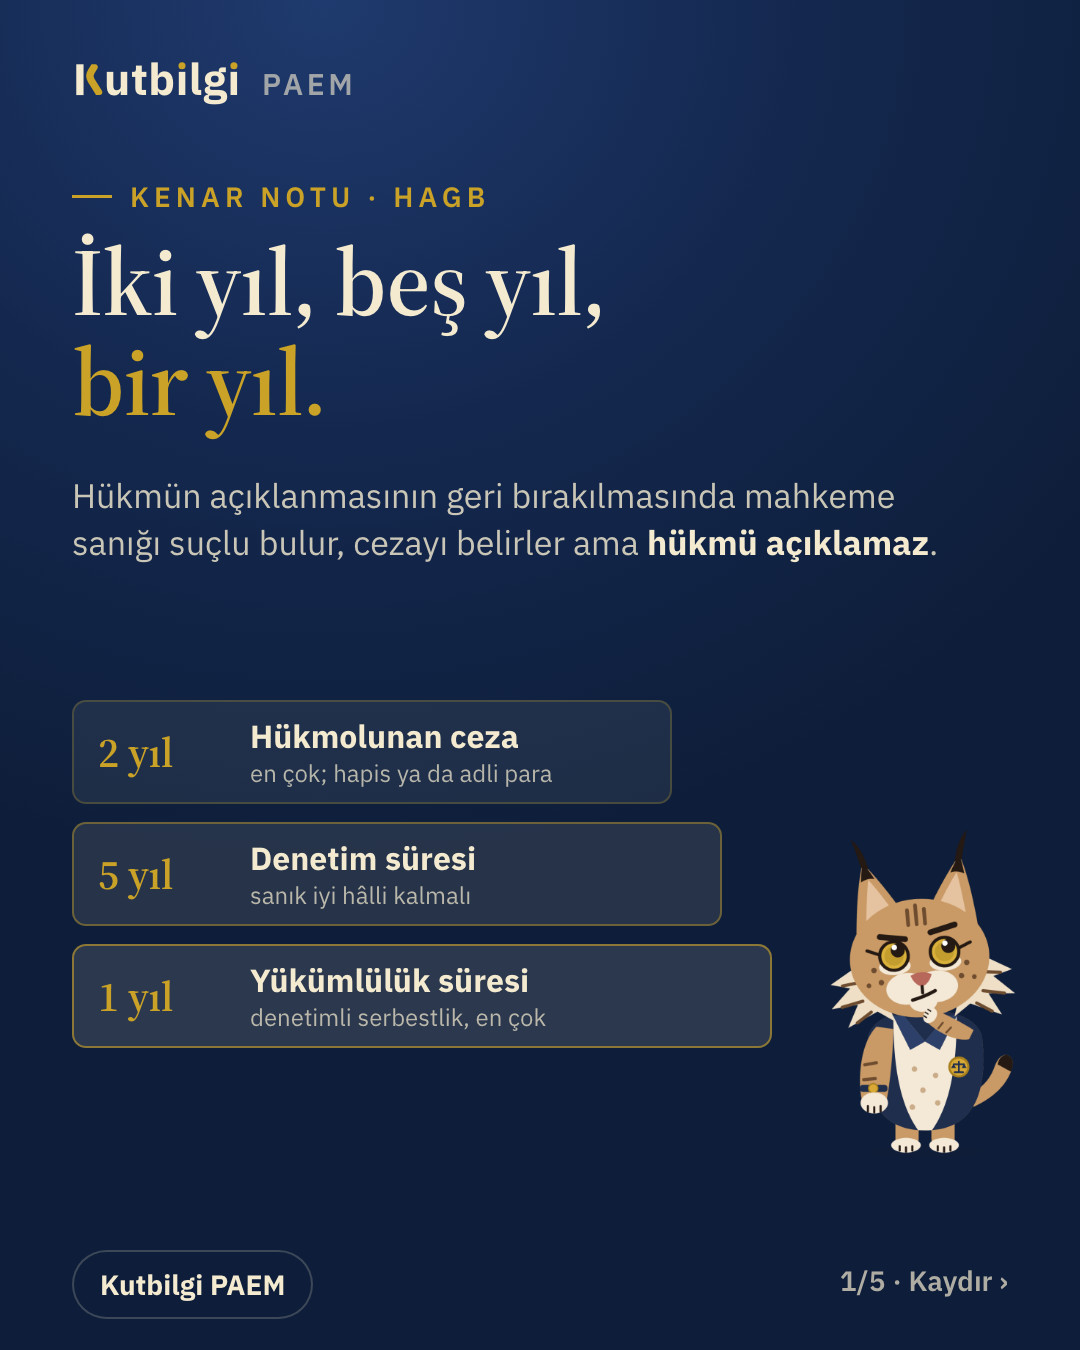 Kutbilgi PAEM
KENAR NOTU · HAGB
İki yıl, beş yıl,
bir yıl.
Hükmün açıklanmasının geri bırakılmasında mahkeme
sanığı suçlu bulur, cezayı belirler ama hükmü açıklamaz.
2 yıl
Hükmolunan ceza
en çok; hapis ya da adli para
5 yıl
Denetim süresi
sanık iyi hâlli kalmalı
1 yıl
Yükümlülük süresi
denetimli serbestlik, en çok
Kutbilgi PAEM
1/5 · Kaydır ›